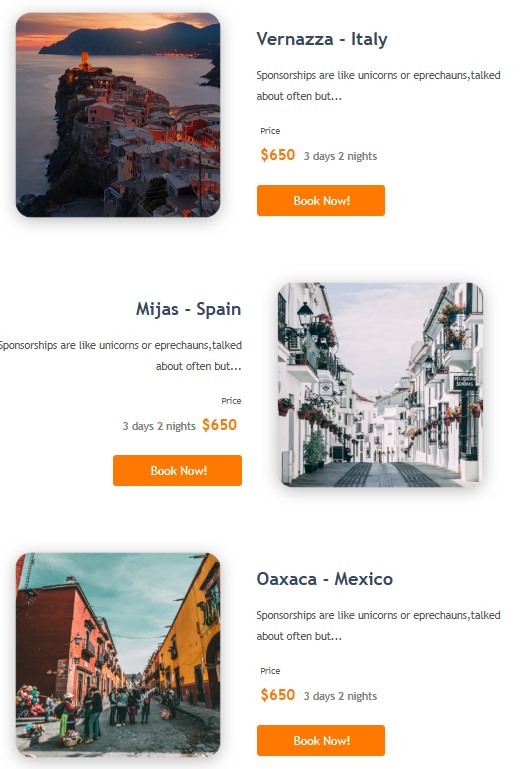 Vernazza - Italy
Sponsorships are like unicorns or eprechauns,talked
about often but...
Price
$650 3 days 2 nights
Book Now!
Mijas - Spain
Sponsorships are like unicorns or eprechauns,talked
about often but...
Price
3 days 2 nights $650
Book Now!
Oaxaca - Mexico
Sponsorships are like unicorns or eprechauns,talked
about often but...
Price
$650 3 days 2 nights
Book Now!